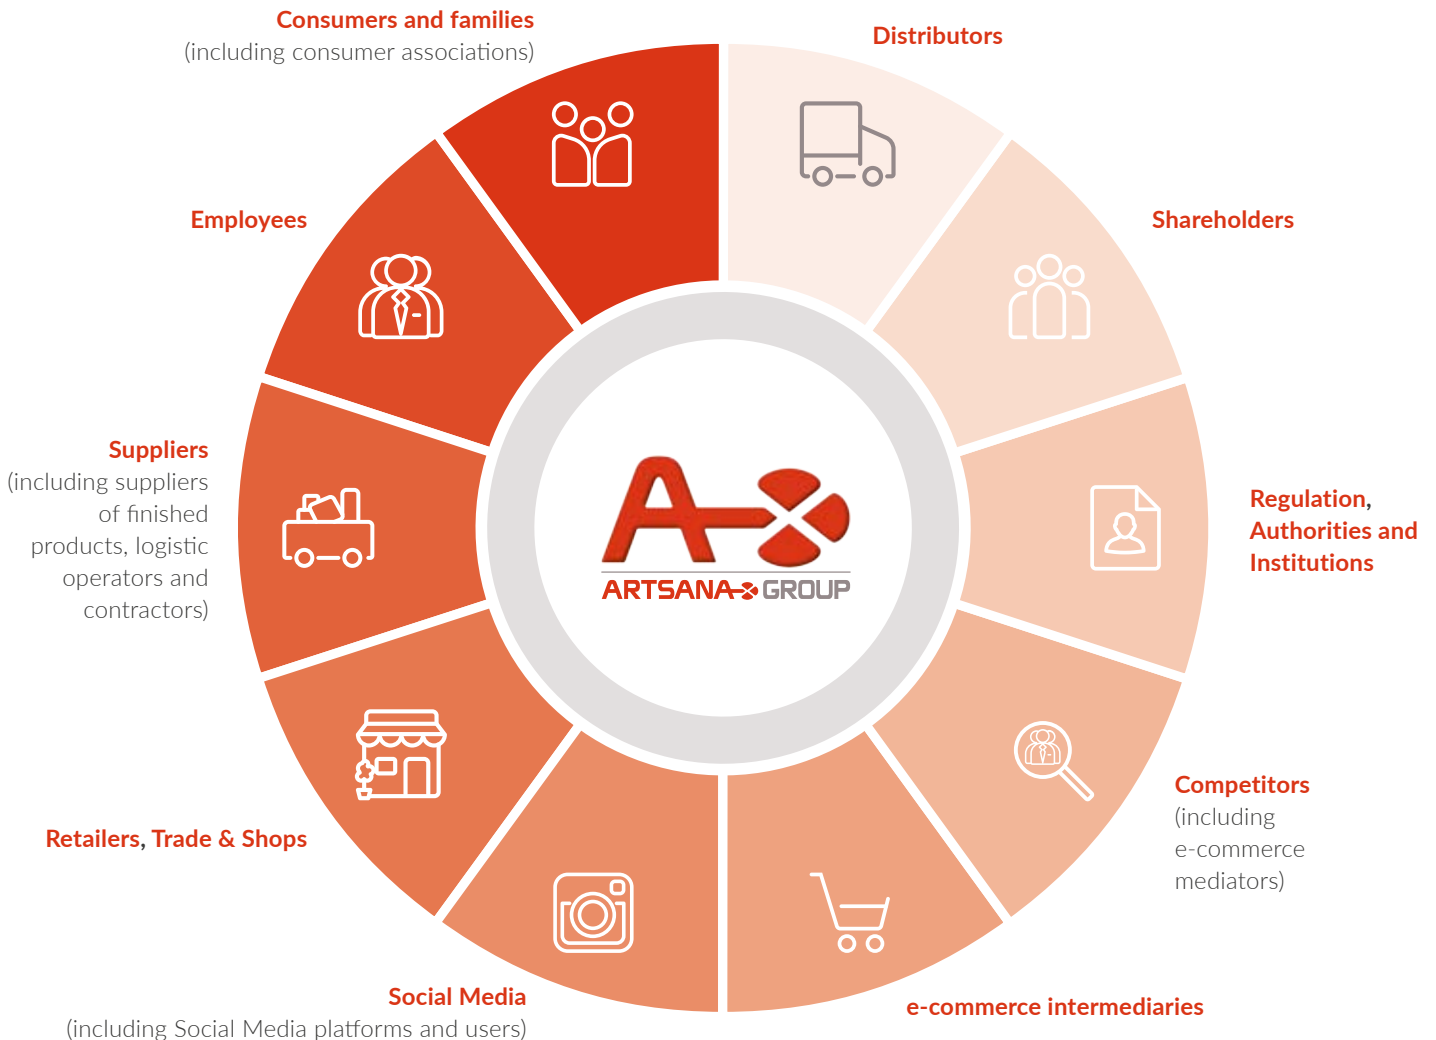 Consumers and families
(including consumer associations)
Distributors
Employees
Shareholders
Suppliers
(including suppliers
of finished
products, logistic
operators and
contractors)
Regulation,
Authorities and
Institutions
ARTSANA GROUP
Retailers, Trade & Shops
Competitors
(including
e-commerce
mediators)
Social Media
(including Social Media platforms and users)
e-commerce intermediaries